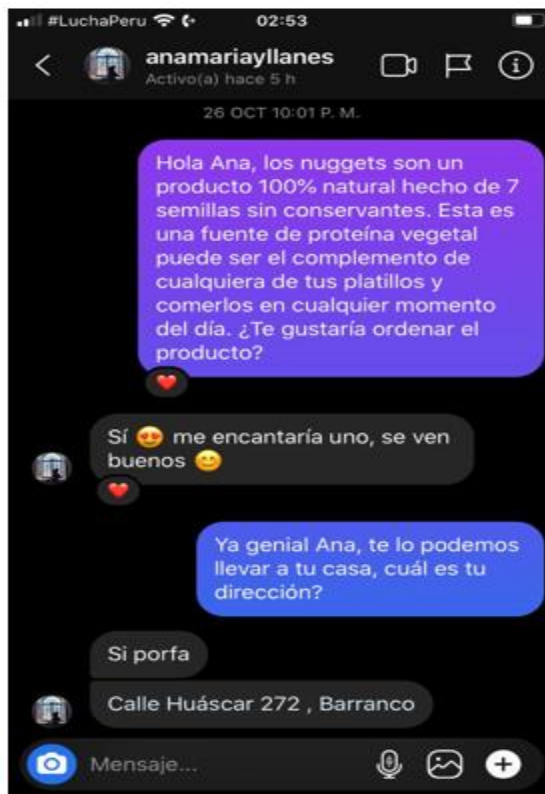 #LuchaPeru
02:53
anamariayllanes
Activo(a) hace 5 h
26 OCT 10:01 P. M.
Hola Ana, los nuggets son un
producto 100% natural hecho de 7
semillas sin conservantes. Esta es
una fuente de proteína vegetal
puede ser el complemento de
cualquiera de tus platillos y
comerlos en cualquier momento
del día. ¿Te gustaría ordenar el
producto?
Sí 😍 me encantaría uno, se ven
buenos 😊
Ya genial Ana, te lo podemos
llevar a tu casa, cuál es tu
dirección?
Si porfa
Calle Huáscar 272 , Barranco
Mensaje...